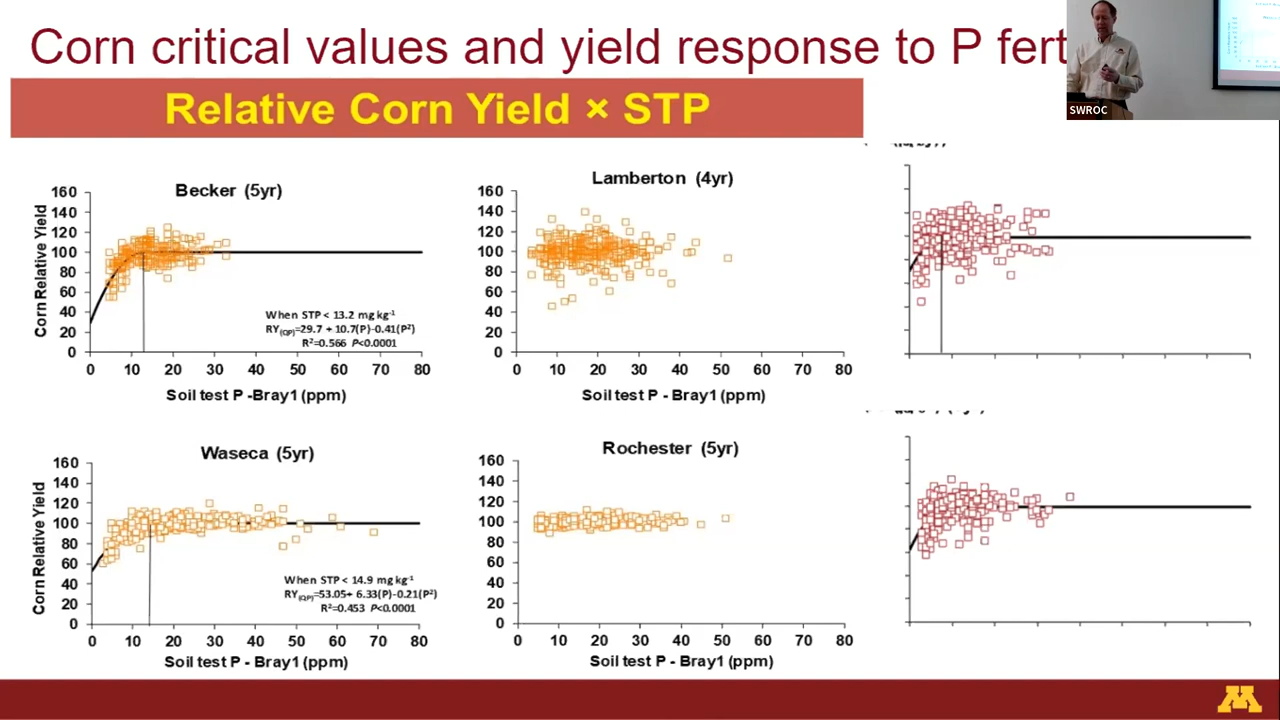 Corn critical values and yield response to P fert
SWROC
Relative Corn Yield × STP
Becker (5yr)
160
140
120
100
80
60
40
20
0
Corn Relative Yield
When STP < 13.2 mg kg⁻¹
RY(QP)=29.7 + 10.7(P)-0.41(P²)
R²=0.566 P<0.0001
0 10 20 30 40 50 60 70 80
Soil test P -Bray1 (ppm)
Lamberton (4yr)
160
140
120
100
80
60
40
20
0
0 10 20 30 40 50 60 70 80
Soil test P - Bray1 (ppm)
Waseca (5yr)
160
140
120
100
80
60
40
20
0
Corn Relative Yield
When STP < 14.9 mg kg⁻¹
RY(QP)=53.05+ 6.33(P)-0.21(P²)
R²=0.453 P<0.0001
0 10 20 30 40 50 60 70 80
Soil test P - Bray1 (ppm)
Rochester (5yr)
160
140
120
100
80
60
40
20
0
0 10 20 30 40 50 60 70 80
Soil test P - Bray1 (ppm)
M